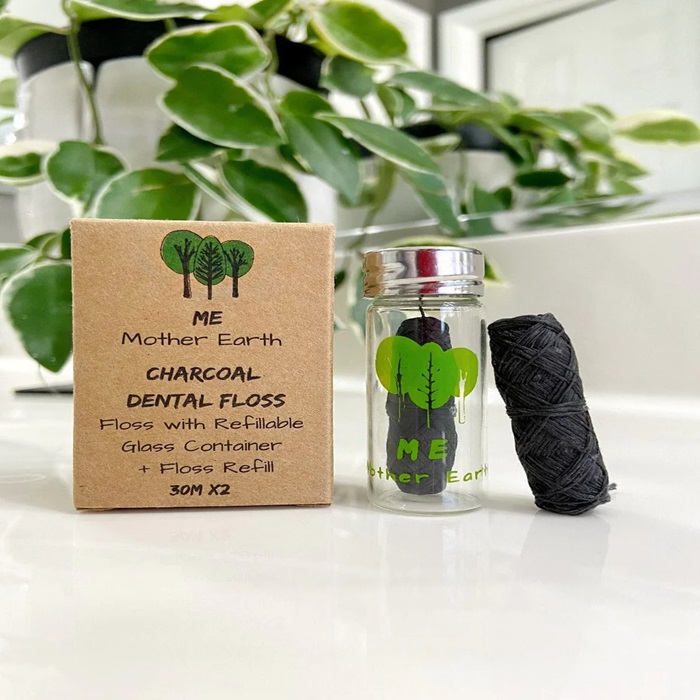 ME
Mother Earth
CHARCOAL
DENTAL FLOSS
Floss with Refillable
Glass Container
+ Floss Refill
30M X2
ME
Mother Earth